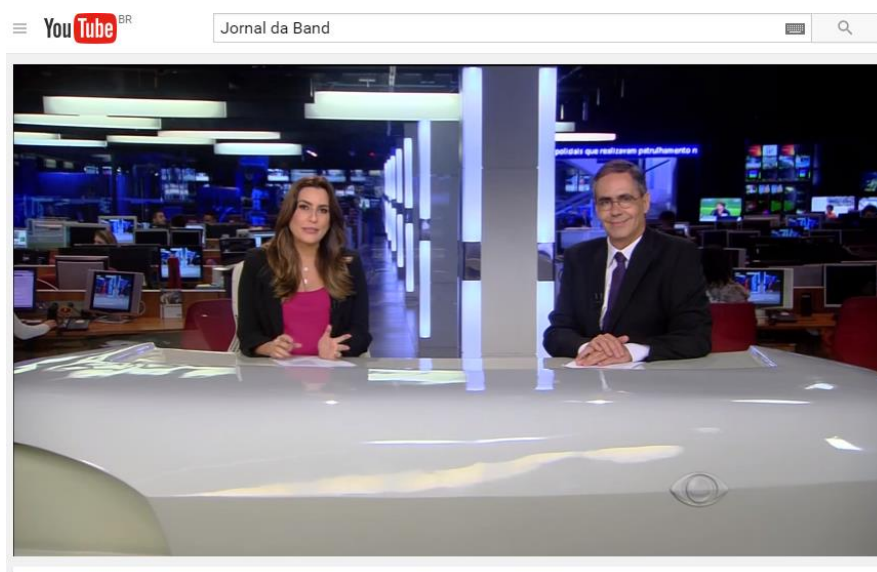 YouTube BR
Jornal da Band
policiais que realizavam patrulhamento n